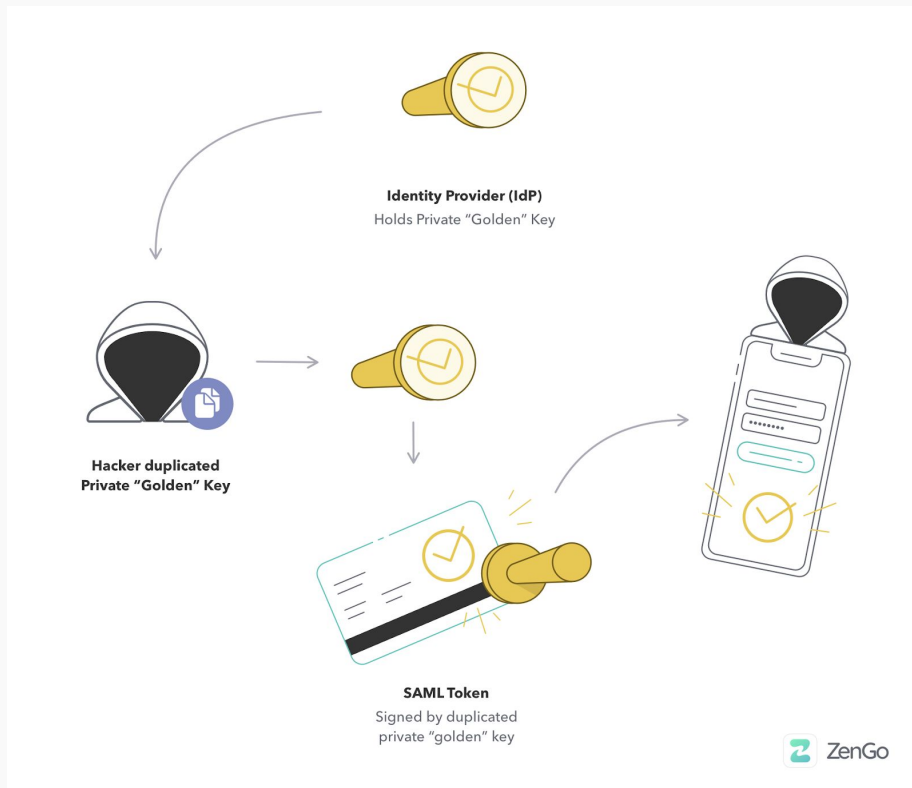 Identity Provider (IdP)
Holds Private “Golden” Key
Hacker duplicated
Private “Golden” Key
SAML Token
Signed by duplicated
private “golden” key
ZenGo